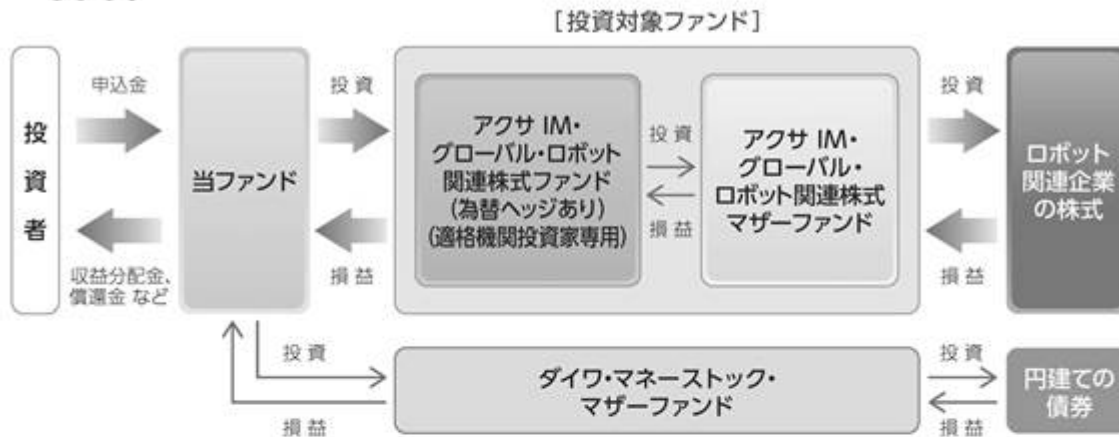 [投資対象ファンド]
投資者
申込金
収益分配金、
償還金 など
当ファンド
投資
損益
アクサ IM・
グローバル・ロボット
関連株式ファンド
(為替ヘッジあり)
(適格機関投資家専用)
投資
損益
アクサ IM・
グローバル・
ロボット関連株式
マザーファンド
投資
損益
ロボット
関連企業
の株式
投資
損益
ダイワ・マネーストック・
マザーファンド
投資
損益
円建ての
債券